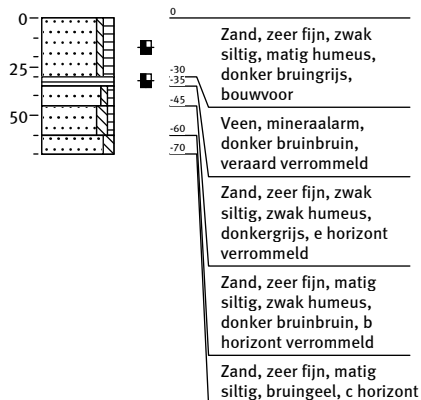 0
25
50
0
-30
-35
-45
-60
-70
Zand, zeer fijn, zwak
siltig, matig humeus,
donker bruingrijs,
bouwvoor
Veen, mineraalarm,
donker bruinbruin,
veraard verrommeld
Zand, zeer fijn, zwak
siltig, zwak humeus,
donkergrijs, e horizont
verrommeld
Zand, zeer fijn, matig
siltig, zwak humeus,
donker bruinbruin, b
horizont verrommeld
Zand, zeer fijn, matig
siltig, bruingeel, c horizont